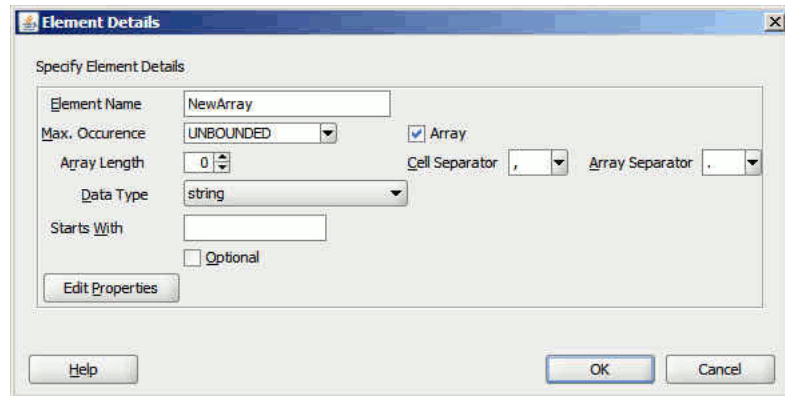 Element Details
Specify Element Details
Element Name NewArray
Max. Occurence UNBOUNDED Array
Array Length 0 Cell Separator , Array Separator .
Data Type string
Starts With
Optional
Edit Properties
Help OK Cancel